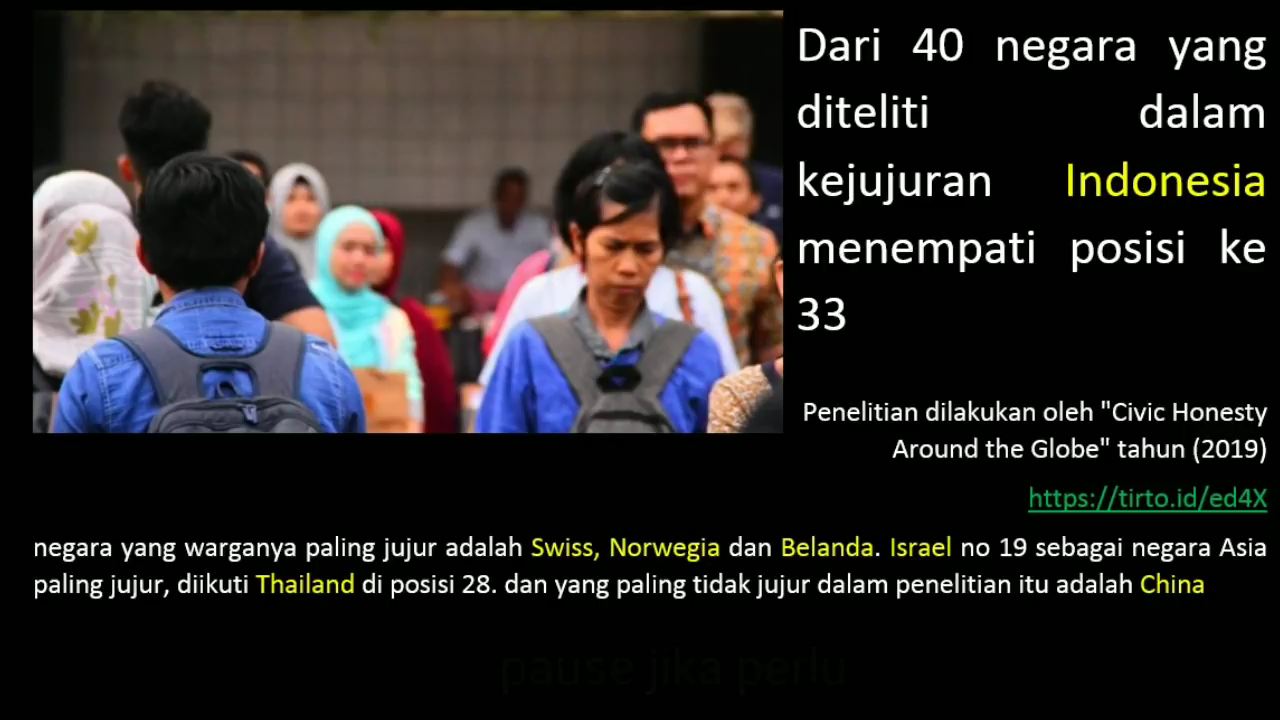 Dari 40 negara yang
diteliti dalam
kejujuran Indonesia
menempati posisi ke
33
Penelitian dilakukan oleh "Civic Honesty
Around the Globe" tahun (2019)
https://tirto.id/ed4X
negara yang warganya paling jujur adalah Swiss, Norwegia dan Belanda. Israel no 19 sebagai negara Asia
paling jujur, diikuti Thailand di posisi 28. dan yang paling tidak jujur dalam penelitian itu adalah China
pause jika perlu